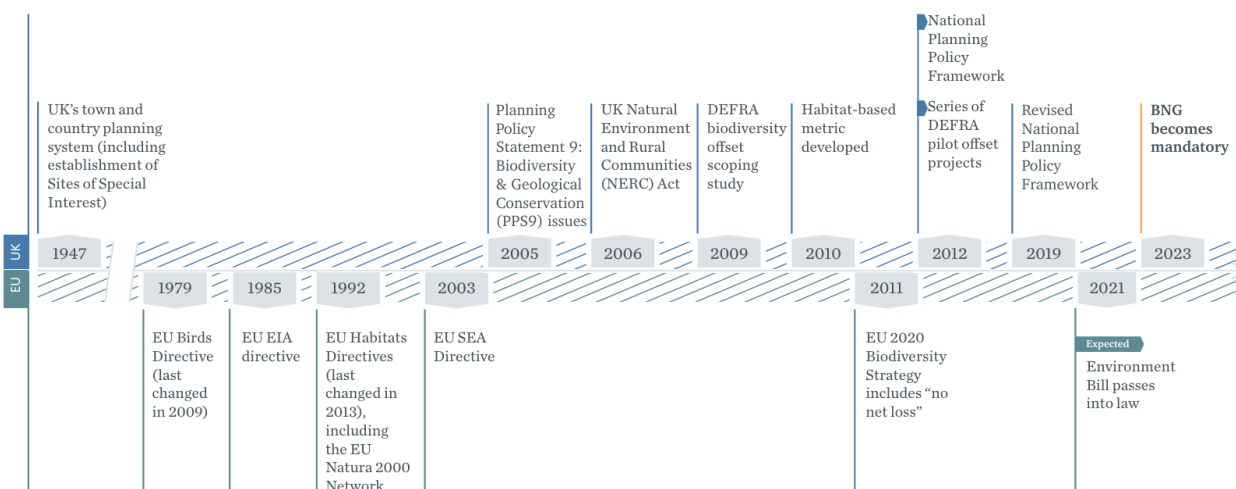 National
Planning
Policy
Framework
UK's town and
country planning
system (including
establishment of
Sites of Special
Interest)
Planning
Policy
Statement 9:
Biodiversity
& Geological
Conservation
(PPS9) issues
UK Natural
Environment
and Rural
Communities
(NERC) Act
DEFRA
biodiversity
offset
scoping
study
Habitat-based
metric
developed
Series of
DEFRA
pilot offset
projects
Revised
National
Planning
Policy
Framework
BNG
becomes
mandatory
UK
1947
2005
2006
2009
2010
2012
2019
2023
EU
1979
1985
1992
2003
2011
2021
EU Birds
Directive
(last
changed
in 2009)
EU EIA
directive
EU Habitats
Directives
(last
changed in
2013),
including
the EU
Natura 2000
Network
EU SEA
Directive
EU 2020
Biodiversity
Strategy
includes “no
net loss”
Expected
Environment
Bill passes
into law